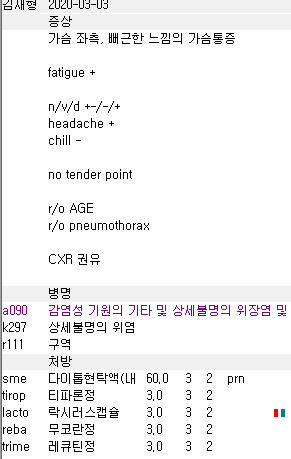 김재형 2020-03-03
증상
가슴 좌측, 뻐근한 느낌의 가슴통증
fatigue +
n/v/d +-/-/+
headache +
chill -
no tender point
r/o AGE
r/o pneumothorax
CXR 권유
병명
a090 감염성 기원의 기타 및 상세불명의 위장염 및
k297 상세불명의 위염
r111 구역
처방
sme 다이톱현탁액(내 60,0 3 2 prn
tirop 티파론정 3,0 3 2
lacto 락시러스캡슐 3,0 3 2
reba 무코란정 3,0 3 2
trime 레큐틴정 3,0 3 2